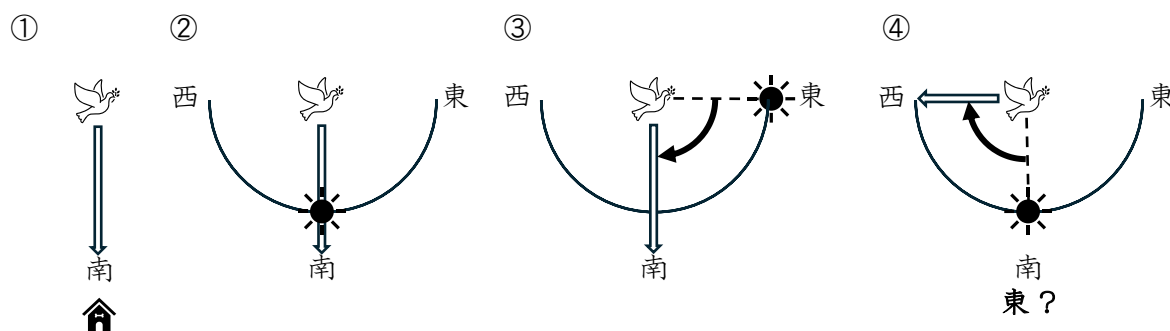 ① ② ③ ④
西 東 西 東 西 東
南 南 南 南
東？